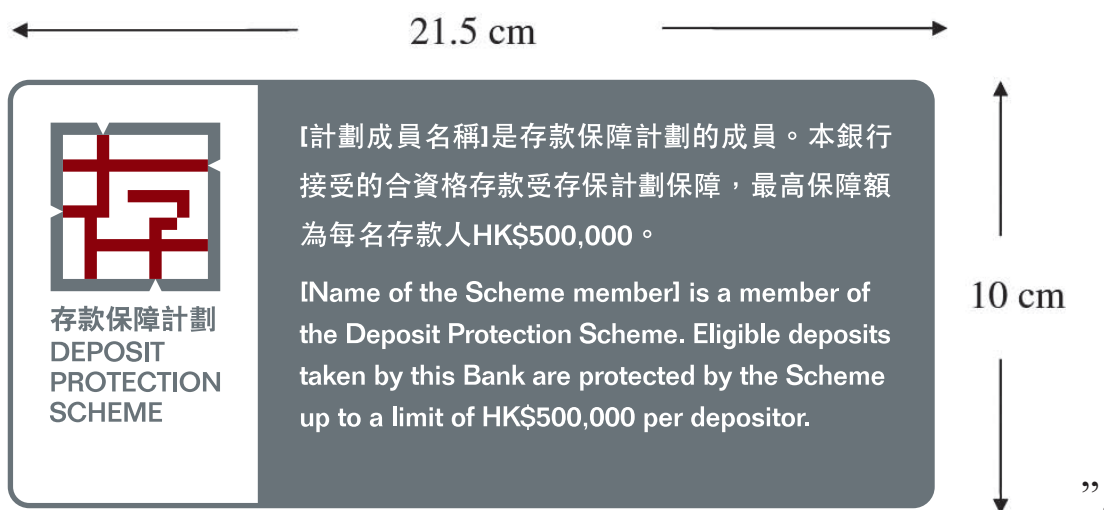 21.5 cm
[計劃成員名稱]是存款保障計劃的成員。本銀行
接受的合資格存款受存保計劃保障，最高保障額
為每名存款人HK$500,000。
[Name of the Scheme member] is a member of
the Deposit Protection Scheme. Eligible deposits
taken by this Bank are protected by the Scheme
up to a limit of HK$500,000 per depositor.
存
存款保障計劃
DEPOSIT
PROTECTION
SCHEME
10 cm
”.